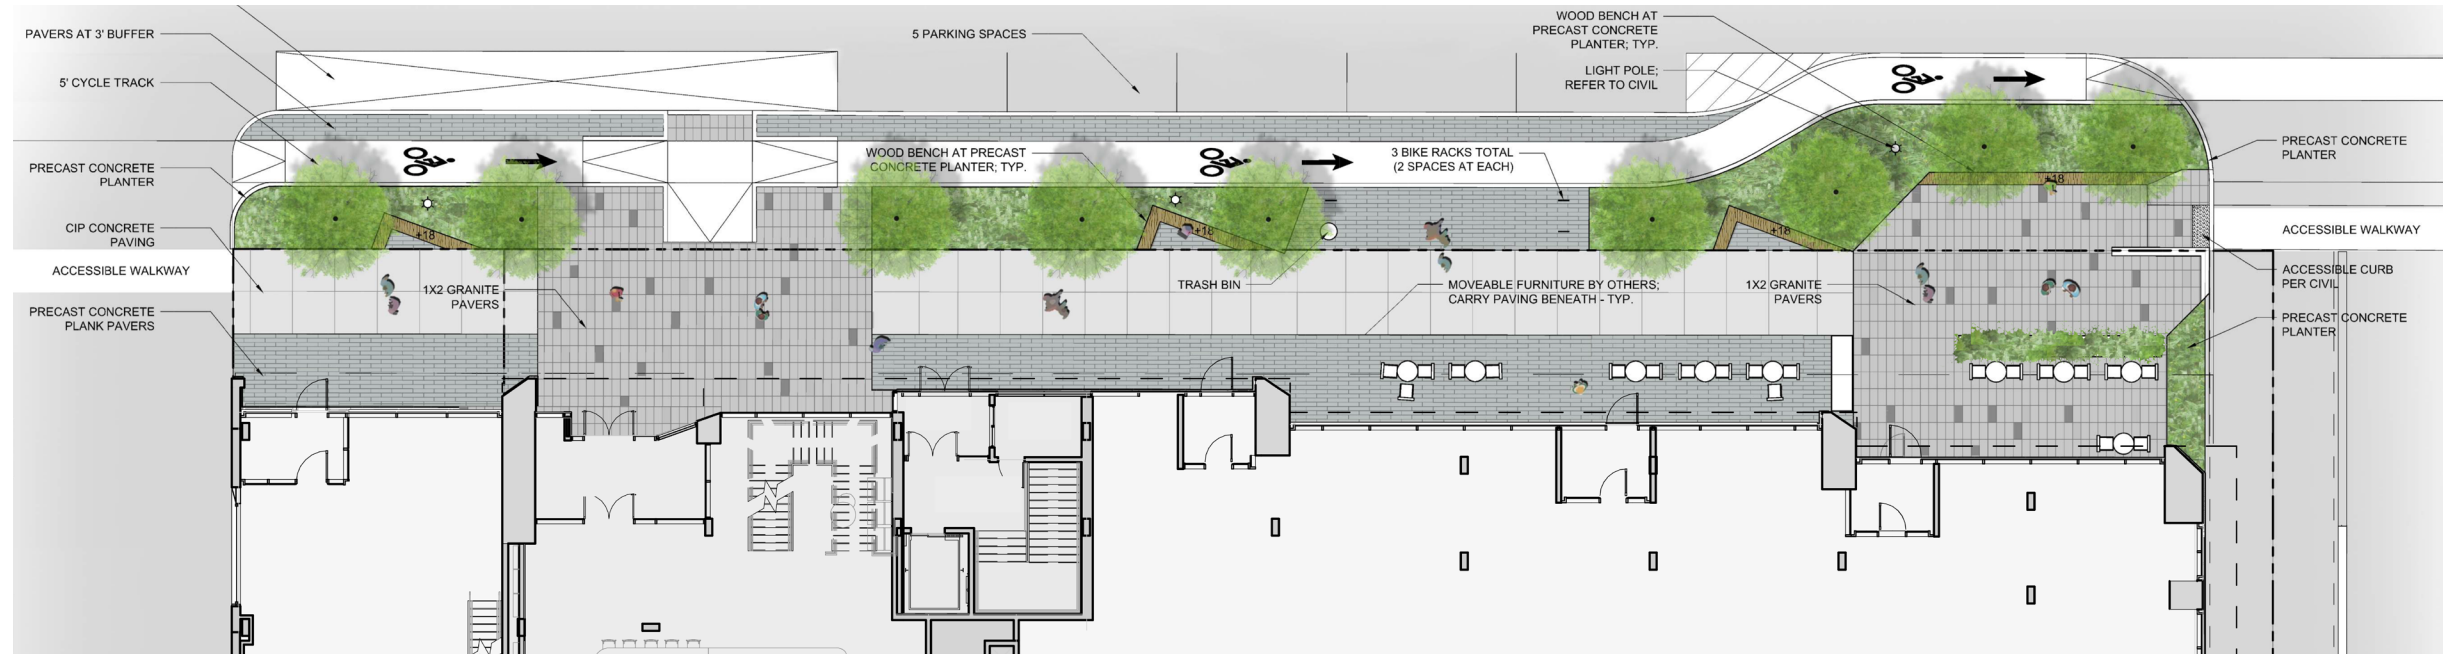 PAVERS AT 3' BUFFER
5' CYCLE TRACK
PRECAST CONCRETE
PLANTER
CIP CONCRETE
PAVING
ACCESSIBLE WALKWAY
PRECAST CONCRETE
PLANK PAVERS
+18
1X2 GRANITE
PAVERS
5 PARKING SPACES
WOOD BENCH AT PRECAST
CONCRETE PLANTER; TYP.
+18
TRASH BIN
3 BIKE RACKS TOTAL
(2 SPACES AT EACH)
MOVEABLE FURNITURE BY OTHERS;
CARRY PAVING BENEATH - TYP.
WOOD BENCH AT
PRECAST CONCRETE
PLANTER; TYP.
LIGHT POLE;
REFER TO CIVIL
+18
+18
1X2 GRANITE
PAVERS
PRECAST CONCRETE
PLANTER
ACCESSIBLE WALKWAY
ACCESSIBLE CURB
PER CIVIL
PRECAST CONCRETE
PLANTER